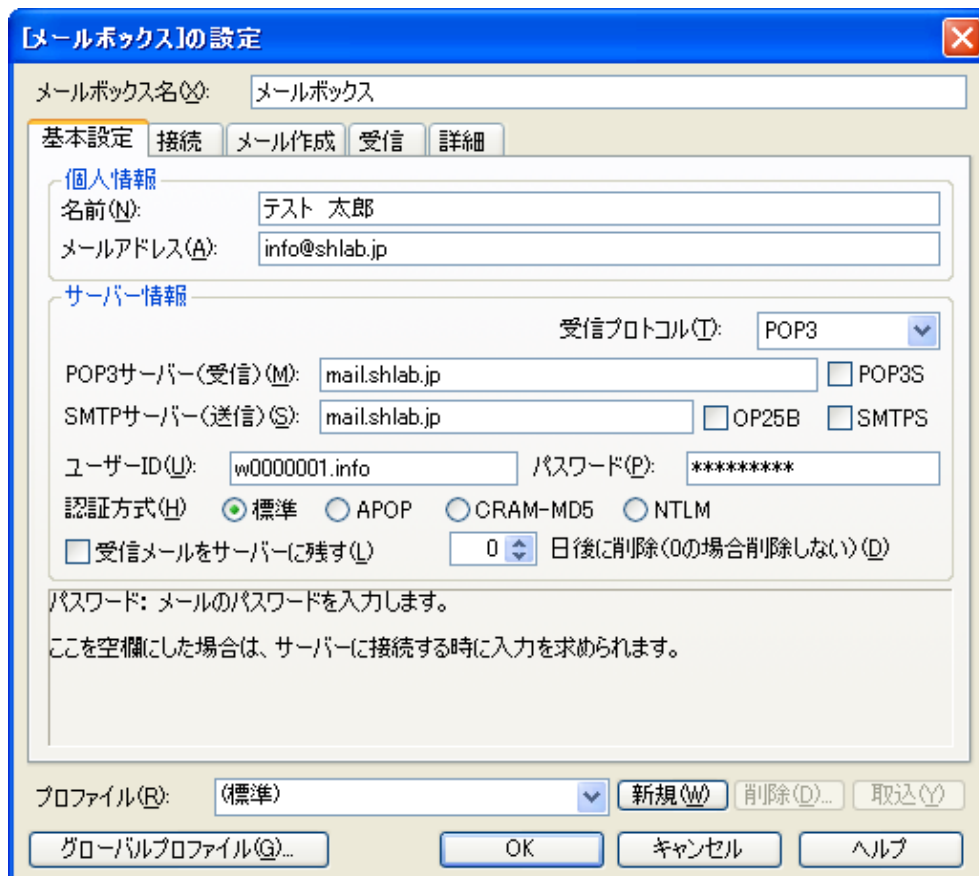 [メールボックス]の設定
メールボックス名(X): メールボックス
基本設定 接続 メール作成 受信 詳細
個人情報
名前(N): テスト 太郎
メールアドレス(A): info@shlab.jp
サーバー情報
受信プロトコル(T): POP3
POP3サーバー(受信)(M): mail.shlab.jp POP3S
SMTPサーバー(送信)(S): mail.shlab.jp OP25B SMTPS
ユーザーID(U): w0000001.info パスワード(P): *********
認証方式(H) 標準 APOP CRAM-MD5 NTLM
受信メールをサーバーに残す(L) 0 日後に削除(0の場合削除しない)(D)
パスワード: メールのパスワードを入力します。
ここを空欄にした場合は、サーバーに接続する時に入力を求められます。
プロファイル(R): (標準) 新規(W) 削除(D)... 取込(Y)
グローバルプロファイル(G)... OK キャンセル ヘルプ